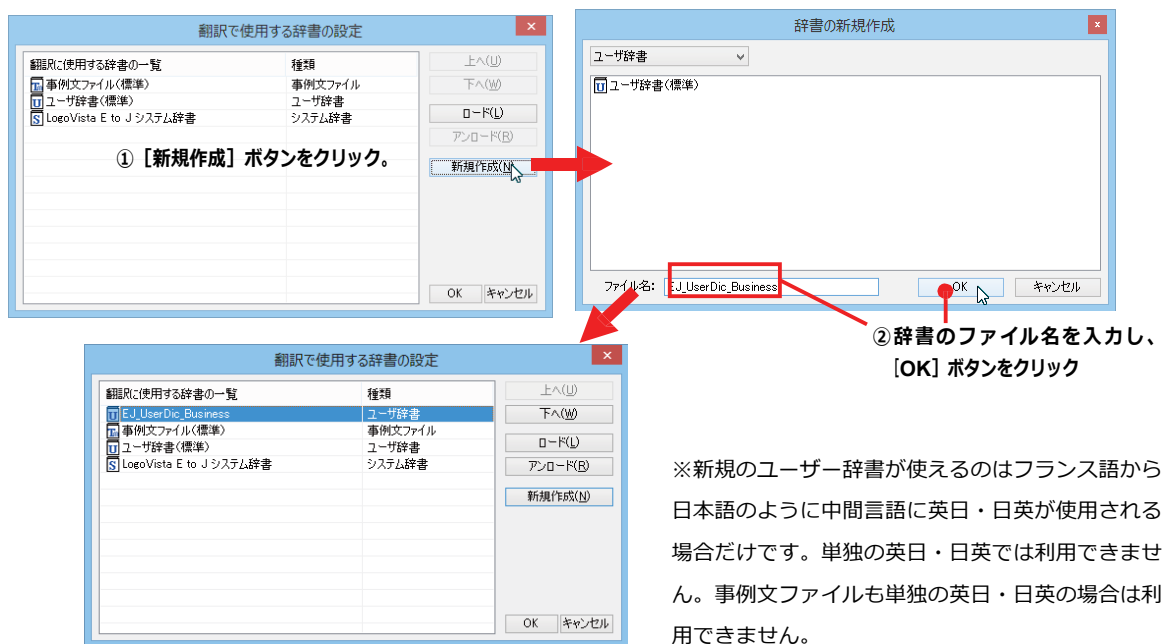 翻訳で使用する辞書の設定
翻訳に使用する辞書の一覧 種類
事例文ファイル(標準) 事例文ファイル
ユーザ辞書(標準) ユーザ辞書
LogoVista E to J システム辞書 システム辞書
上へ(U)
下へ(W)
ロード(L)
アンロード(R)
新規作成(N
OK キャンセル
①［新規作成］ボタンをクリック。
辞書の新規作成
ユーザ辞書
ユーザ辞書(標準)
ファイル名: EJ_UserDic_Business
OK キャンセル
②辞書のファイル名を入力し、
［OK］ボタンをクリック
翻訳で使用する辞書の設定
翻訳に使用する辞書の一覧 種類
EJ_UserDic_Business ユーザ辞書
事例文ファイル(標準) 事例文ファイル
ユーザ辞書(標準) ユーザ辞書
LogoVista E to J システム辞書 システム辞書
上へ(U)
下へ(W)
ロード(L)
アンロード(R)
新規作成(N)
OK キャンセル
※新規のユーザー辞書が使えるのはフランス語から
日本語のように中間言語に英日・日英が使用される
場合だけです。単独の英日・日英では利用できませ
ん。事例文ファイルも単独の英日・日英の場合は利
用できません。